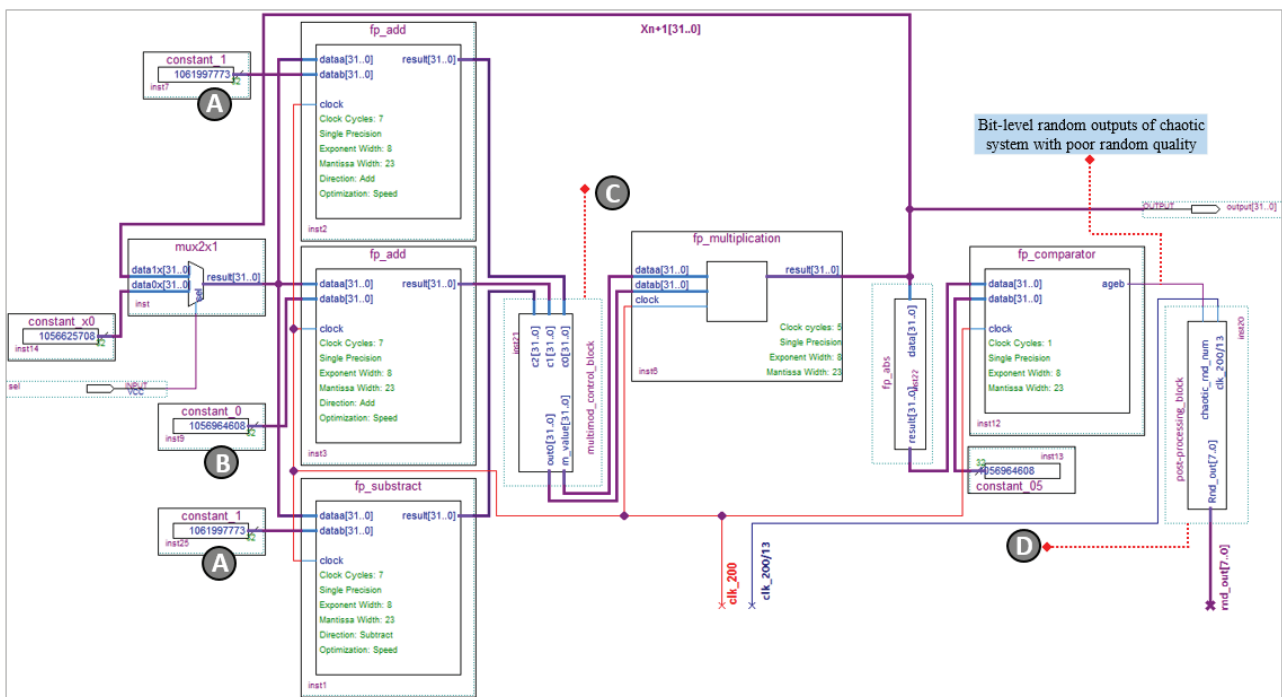 fp_add
dataa[31..0] result[31..0]
datab[31..0]
clock
Clock Cycles: 7
Single Precision
Exponent Width: 8
Mantissa Width: 23
Direction: Add
Optimization: Speed
inst2
constant_1
1061997773
32
inst7
A
Xn+1[31..0]
Bit-level random outputs of chaotic
system with poor random quality
C
OUTPUT
output[31..0]
mux2x1
data1x[31..0]
data0x[31..0]
result[31..0]
sel
inst
constant_x0
1056625708
32
inst14
sel
INPUT
VCC
constant_0
1056964608
32
inst9
B
fp_add
dataa[31..0] result[31..0]
datab[31..0]
clock
Clock Cycles: 7
Single Precision
Exponent Width: 8
Mantissa Width: 23
Direction: Add
Optimization: Speed
inst3
inst21
c2[31..0]
c1[31..0]
c0[31..0]
out0[31..0]
m_value[31..0]
multimod_control_block
fp_multiplication
dataa[31..0] result[31..0]
datab[31..0]
clock
Clock cycles: 5
Single Precision
Exponent Width: 8
Mantissa Width: 23
inst6
fp_abs
data[31..0]
result[31..0]
inst22
fp_comparator
dataa[31..0] ageb
datab[31..0]
clock
Clock Cycles: 1
Single Precision
Exponent Width: 8
Mantissa Width: 23
inst12
inst13
32
1056964608
constant_05
post-processing_block
chaotic_rnd_num
clk_200/13
Rnd_out[7..0]
inst20
D
constant_1
1061997773
32
inst25
A
fp_substract
dataa[31..0] result[31..0]
datab[31..0]
clock
Clock Cycles: 7
Single Precision
Exponent Width: 8
Mantissa Width: 23
Direction: Subtract
Optimization: Speed
inst1
clk_200
clk_200/13
rnd_out[7..0]